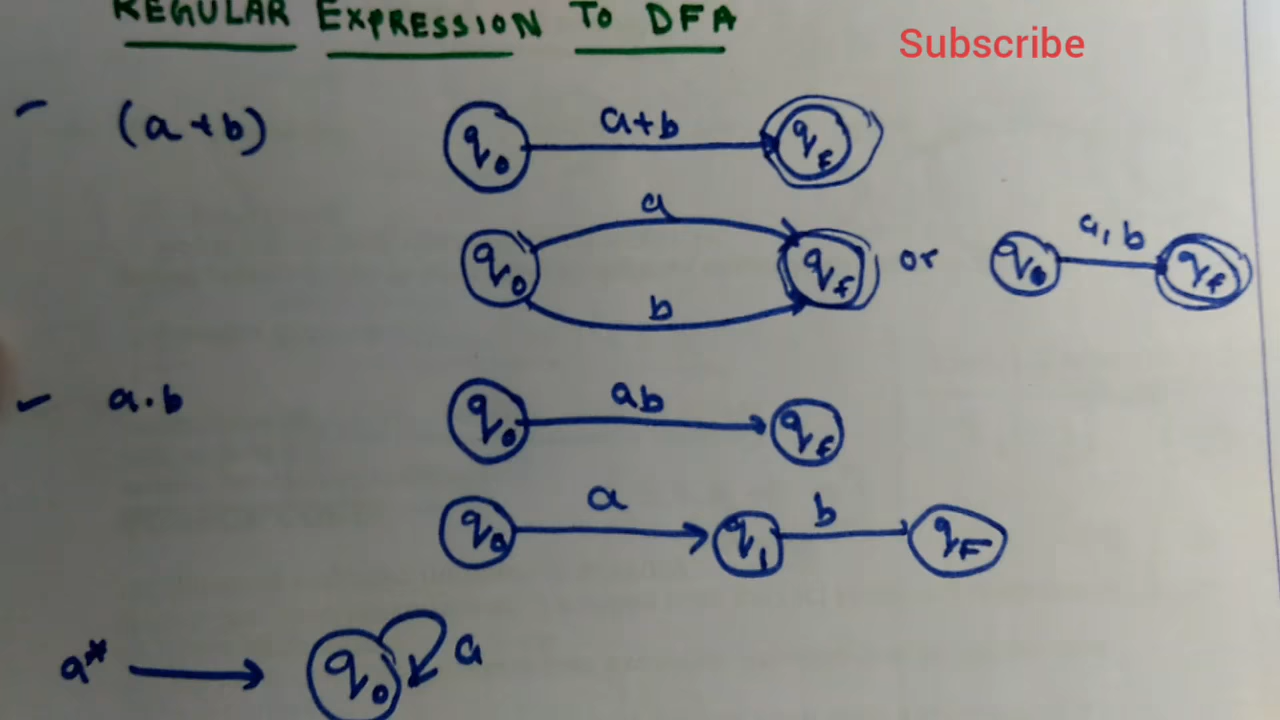 REGULAR EXPRESSION TO DFA
Subscribe
(a + b)
q0 a+b qf
a
q0 qf or q0 a, b qf
b
a.b
q0 ab qf
q0 a q1 b qF
a* q0 a